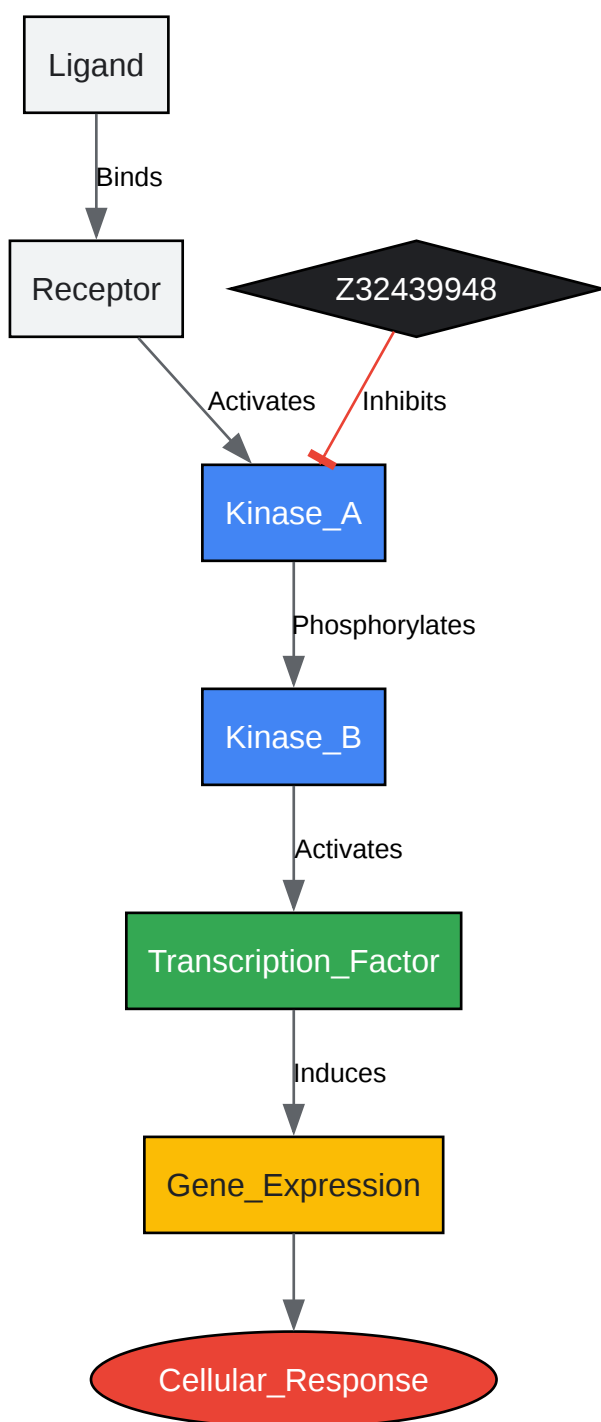 Ligand
Binds
Receptor
Z32439948
Activates
Inhibits
Kinase_A
Phosphorylates
Kinase_B
Activates
Transcription_Factor
Induces
Gene_Expression
Cellular_Response